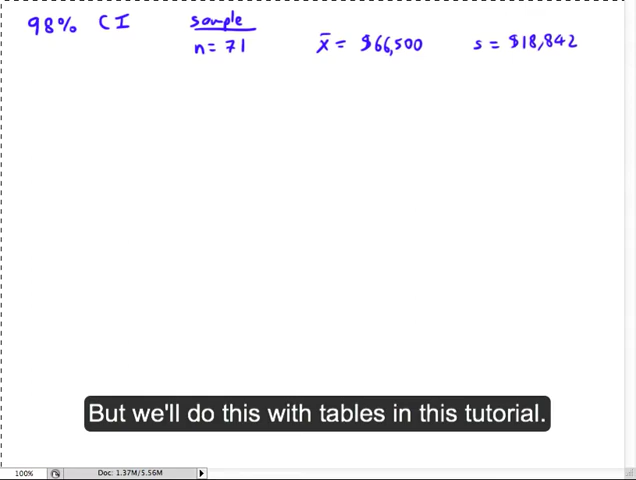 98% CI sample
n = 71 x̄ = $66,500 s = $18,842
But we'll do this with tables in this tutorial.
100% Doc: 1.37M/5.56M